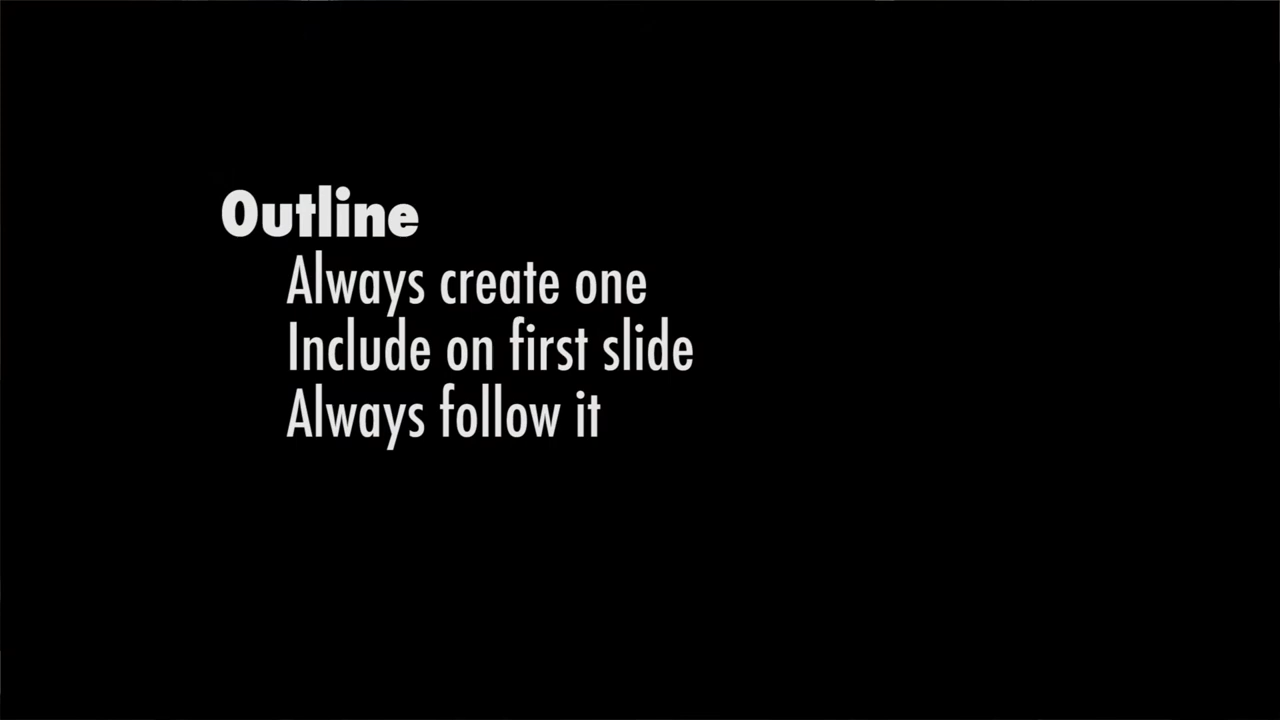 Outline
Always create one
Include on first slide
Always follow it